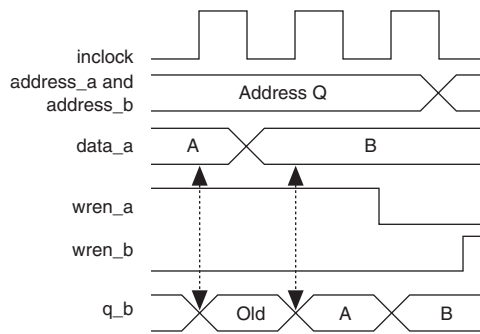 inclock
address_a and
address_b
Address Q
data_a
A
B
wren_a
wren_b
q_b
Old
A
B